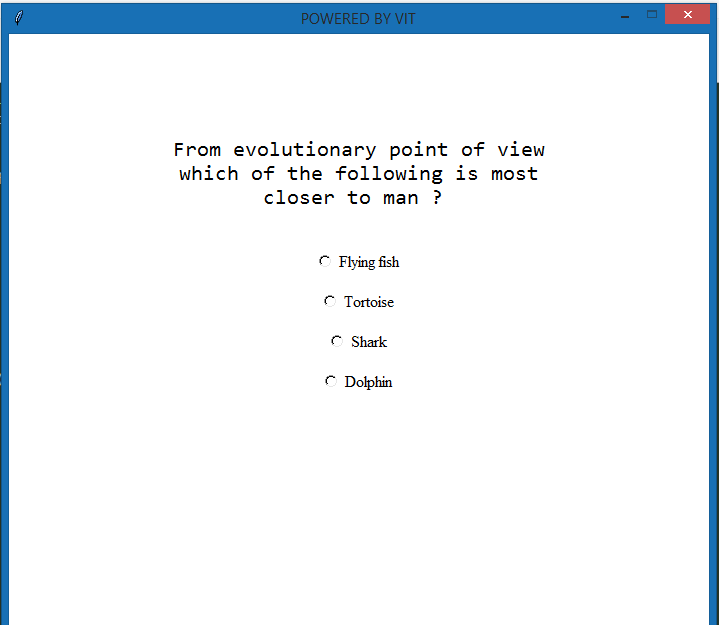 POWERED BY VIT
From evolutionary point of view
which of the following is most
closer to man ?
Flying fish
Tortoise
Shark
Dolphin